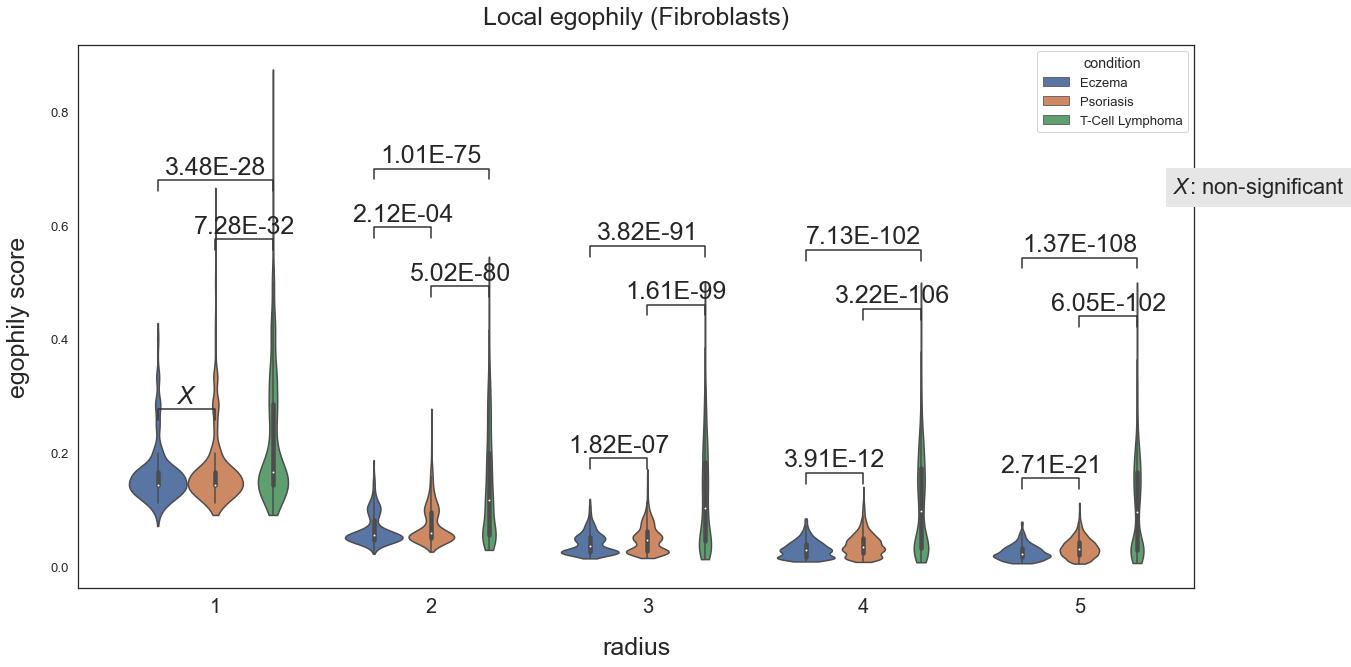 Local egophily (Fibroblasts)
condition
Eczema
Psoriasis
T-Cell Lymphoma
X: non-significant
egophily score
0.8
0.6
0.4
0.2
0.0
3.48E-28
7.28E-32
X
1.01E-75
2.12E-04
5.02E-80
3.82E-91
1.61E-99
1.82E-07
7.13E-102
3.22E-106
3.91E-12
1.37E-108
6.05E-102
2.71E-21
1 2 3 4 5
radius